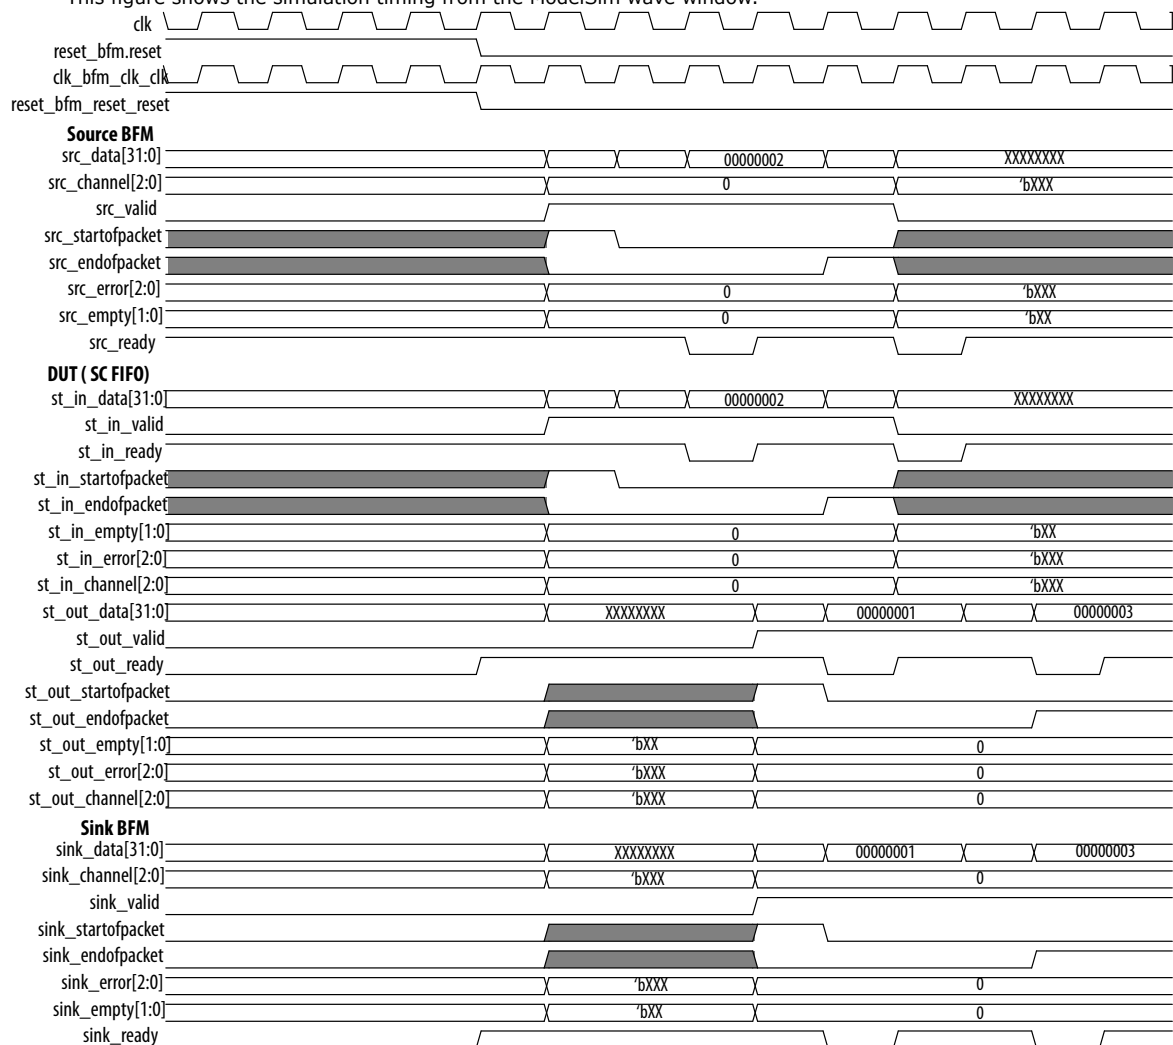 This figure shows the simulation timing from the ModelSim wave window.
clk
reset_bfm.reset
clk_bfm_clk_clk
reset_bfm_reset_reset
Source BFM
src_data[31:0] 00000002 XXXXXXXX
src_channel[2:0] 0 'bXXX
src_valid
src_startofpacket
src_endofpacket
src_error[2:0] 0 'bXXX
src_empty[1:0] 0 'bXX
src_ready
DUT ( SC FIFO)
st_in_data[31:0] 00000002 XXXXXXXX
st_in_valid
st_in_ready
st_in_startofpacket
st_in_endofpacket
st_in_empty[1:0] 0 'bXX
st_in_error[2:0] 0 'bXXX
st_in_channel[2:0] 0 'bXXX
st_out_data[31:0] XXXXXXXX 00000001 00000003
st_out_valid
st_out_ready
st_out_startofpacket
st_out_endofpacket
st_out_empty[1:0] 'bXX 0
st_out_error[2:0] 'bXXX 0
st_out_channel[2:0] 'bXXX 0
Sink BFM
sink_data[31:0] XXXXXXXX 00000001 00000003
sink_channel[2:0] 'bXXX 0
sink_valid
sink_startofpacket
sink_endofpacket
sink_error[2:0] 'bXXX 0
sink_empty[1:0] 'bXX 0
sink_ready